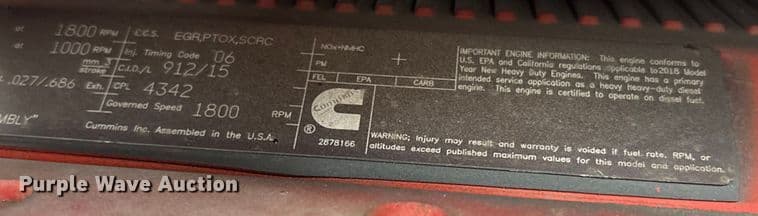 at 1800 RPM E.C.S. EGR,PTOX,SCRC
at 1000 RPM Inj. Timing Code 06
mm 3 stroke C.I.D./L 912/15
.027/.686 Exh. CPL 4342
Governed Speed 1800 RPM
MBLY"
Cummins Inc. Assembled in the U.S.A.
NOx+NMHC
PM +
FEL EPA CARB
Cummins
®
2878166
IMPORTANT ENGINE INFORMATION: This engine conforms to
U.S. EPA and California regulations applicable to 2018 Model
Year New Heavy Duty Engines. This engine has a primary
intended service application as a heavy heavy-duty diesel
engine. This engine is certified to operate on diesel fuel.
WARNING: Injury may result and warranty is voided if fuel rate, RPM, or
altitudes exceed published maximum values for this model and application.
Purple Wave Auction